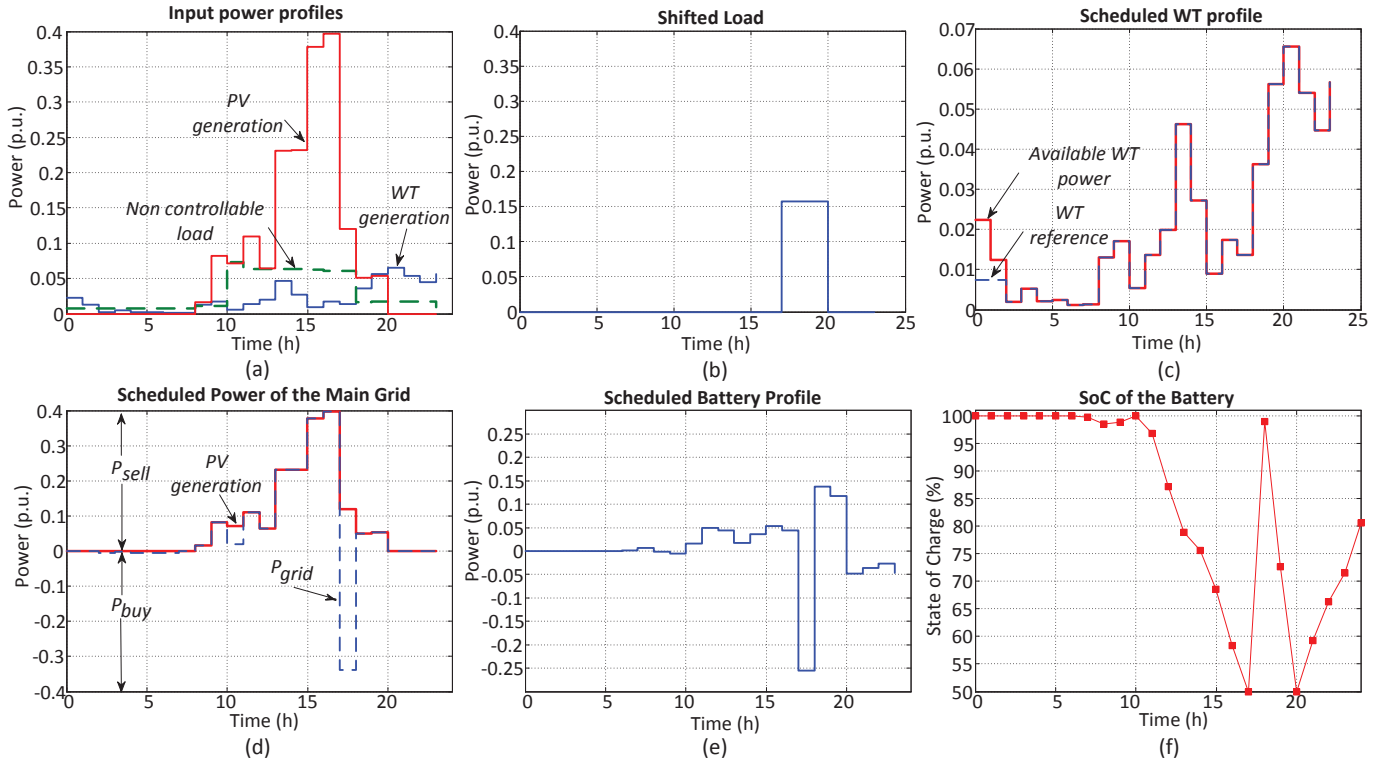 Input power profiles
0.4
0.35
0.3
0.25
0.2
0.15
0.1
0.05
0
Power (p.u.)
PV
generation
Non controllable
load
WT
generation
0 5 10 15 20
Time (h)
(a)
Shifted Load
0.4
0.35
0.3
0.25
0.2
0.15
0.1
0.05
0
Power (p.u.)
0 5 10 15 20 25
Time (h)
(b)
Scheduled WT profile
0.07
0.06
0.05
0.04
0.03
0.02
0.01
0
Power (p.u.)
Available WT
power
WT
reference
0 5 10 15 20 25
Time (h)
(c)
Scheduled Power of the Main Grid
0.4
0.3
0.2
0.1
0
-0.1
-0.2
-0.3
-0.4
Power (p.u.)
Psell
PV
generation
Pgrid
Pbuy
0 5 10 15 20
Time (h)
(d)
Scheduled Battery Profile
0.25
0.2
0.15
0.1
0.05
0
-0.05
0.1
0.15
0.2
-0.25
Power (p.u.)
0 5 10 15 20
Time (h)
(e)
SoC of the Battery
100
95
90
85
80
75
70
65
60
55
50
State of Charge (%)
0 5 10 15 20
Time (h)
(f)